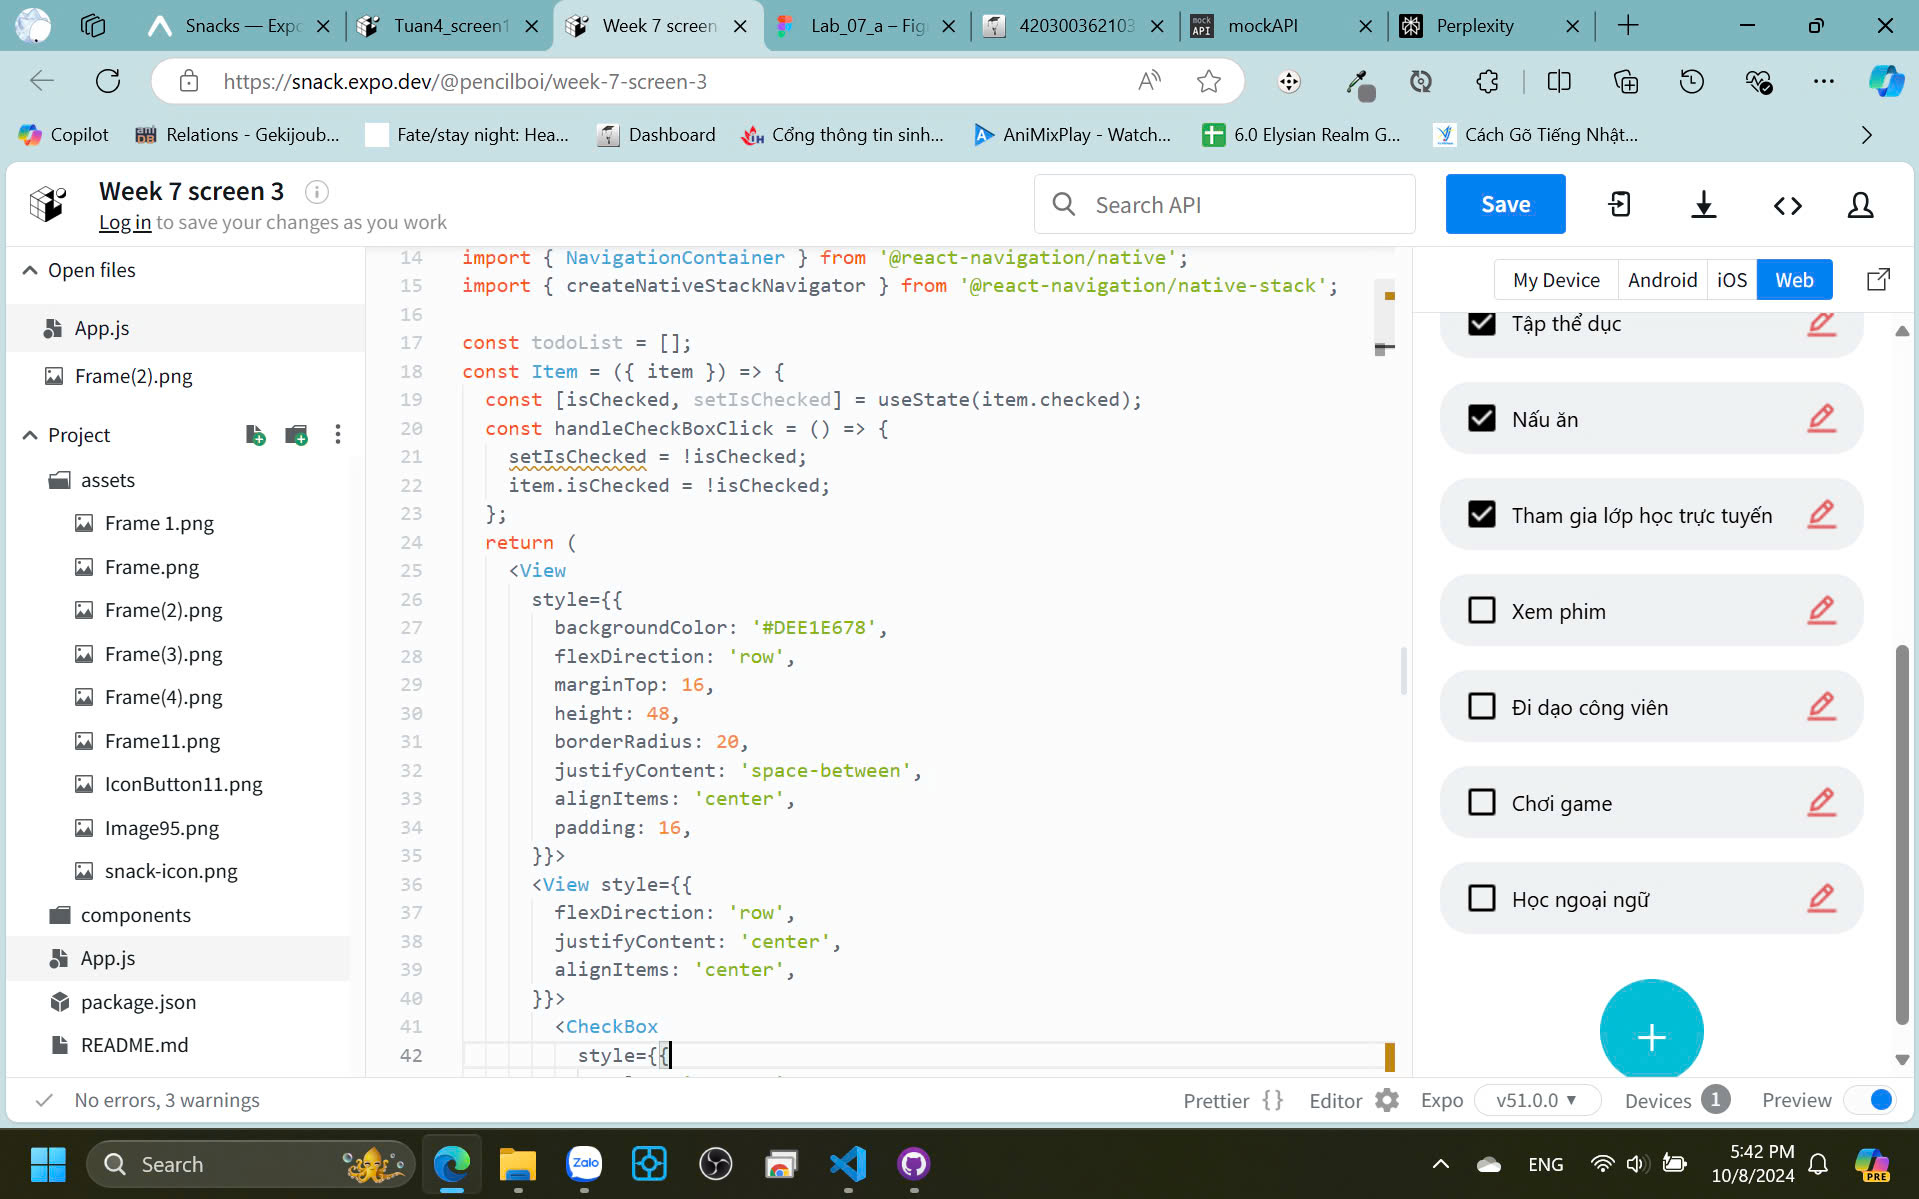 Snacks — Expo
Tuan4_screen1
Week 7 screen
Lab_07_a – Fig
420300362103
mockAPI
Perplexity
https://snack.expo.dev/@pencilboi/week-7-screen-3
Copilot
Relations - Gekijoub...
Fate/stay night: Hea...
Dashboard
Cổng thông tin sinh...
AniMixPlay - Watch...
6.0 Elysian Realm G...
Cách Gõ Tiếng Nhật...
Week 7 screen 3
Log in to save your changes as you work
Search API
Save
Open files
App.js
Frame(2).png
Project
assets
Frame 1.png
Frame.png
Frame(2).png
Frame(3).png
Frame(4).png
Frame11.png
IconButton11.png
Image95.png
snack-icon.png
components
App.js
package.json
README.md
14 import { NavigationContainer } from '@react-navigation/native';
15 import { createNativeStackNavigator } from '@react-navigation/native-stack';
16
17 const todoList = [];
18 const Item = ({ item }) => {
19 const [isChecked, setIsChecked] = useState(item.checked);
20 const handleCheckBoxClick = () => {
21 setIsChecked = !isChecked;
22 item.isChecked = !isChecked;
23 };
24 return (
25 <View
26 style={{
27 backgroundColor: '#DEE1E678',
28 flexDirection: 'row',
29 marginTop: 16,
30 height: 48,
31 borderRadius: 20,
32 justifyContent: 'space-between',
33 alignItems: 'center',
34 padding: 16,
35 }}>
36 <View style={{
37 flexDirection: 'row',
38 justifyContent: 'center',
39 alignItems: 'center',
40 }}>
41 <CheckBox
42 style={{
My Device
Android
iOS
Web
Tập thể dục
Nấu ăn
Tham gia lớp học trực tuyến
Xem phim
Đi dạo công viên
Chơi game
Học ngoại ngữ
+
No errors, 3 warnings
Prettier {}
Editor
Expo
v51.0.0
Devices 1
Preview
Search
Zalo
ENG
5:42 PM
10/8/2024
PRE